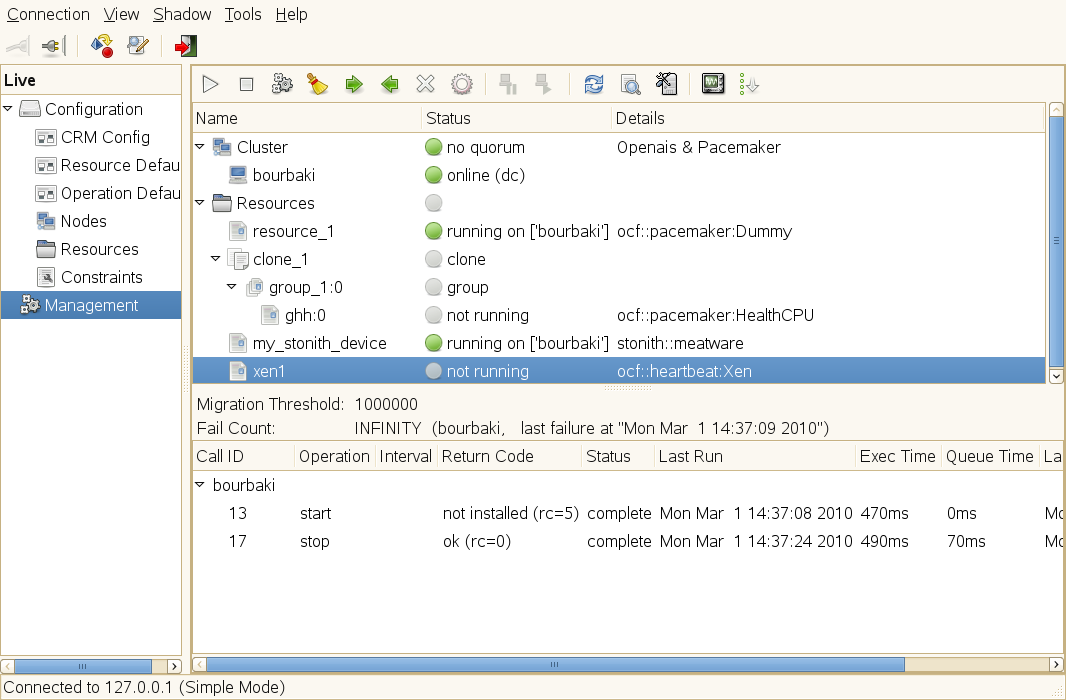 Connection View Shadow Tools Help
Live
Configuration
CRM Config
Resource Defau
Operation Defau
Nodes
Resources
Constraints
Management
Name Status Details
Cluster no quorum Openais & Pacemaker
bourbaki online (dc)
Resources
resource_1 running on ['bourbaki'] ocf::pacemaker:Dummy
clone_1 clone
group_1:0 group
ghh:0 not running ocf::pacemaker:HealthCPU
my_stonith_device running on ['bourbaki'] stonith::meatware
xen1 not running ocf::heartbeat:Xen
Migration Threshold: 1000000
Fail Count: INFINITY (bourbaki, last failure at "Mon Mar 1 14:37:09 2010")
Call ID Operation Interval Return Code Status Last Run Exec Time Queue Time La
bourbaki
13 start not installed (rc=5) complete Mon Mar 1 14:37:08 2010 470ms 0ms Mo
17 stop ok (rc=0) complete Mon Mar 1 14:37:24 2010 490ms 70ms Mo
Connected to 127.0.0.1 (Simple Mode)